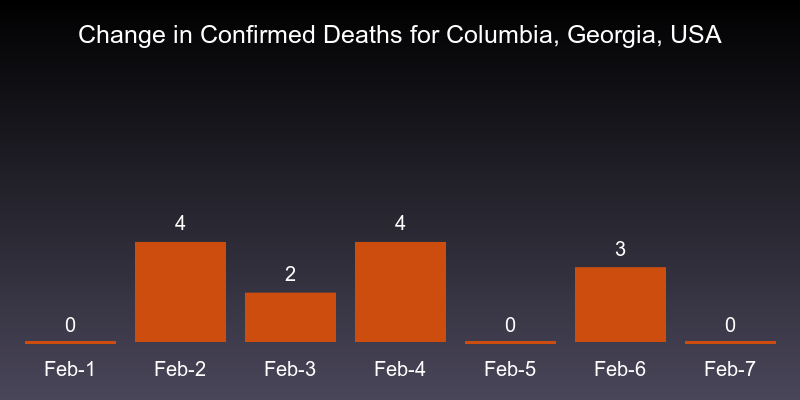 Change in Confirmed Deaths for Columbia, Georgia, USA
0 4 2 4 0 3 0
Feb-1 Feb-2 Feb-3 Feb-4 Feb-5 Feb-6 Feb-7